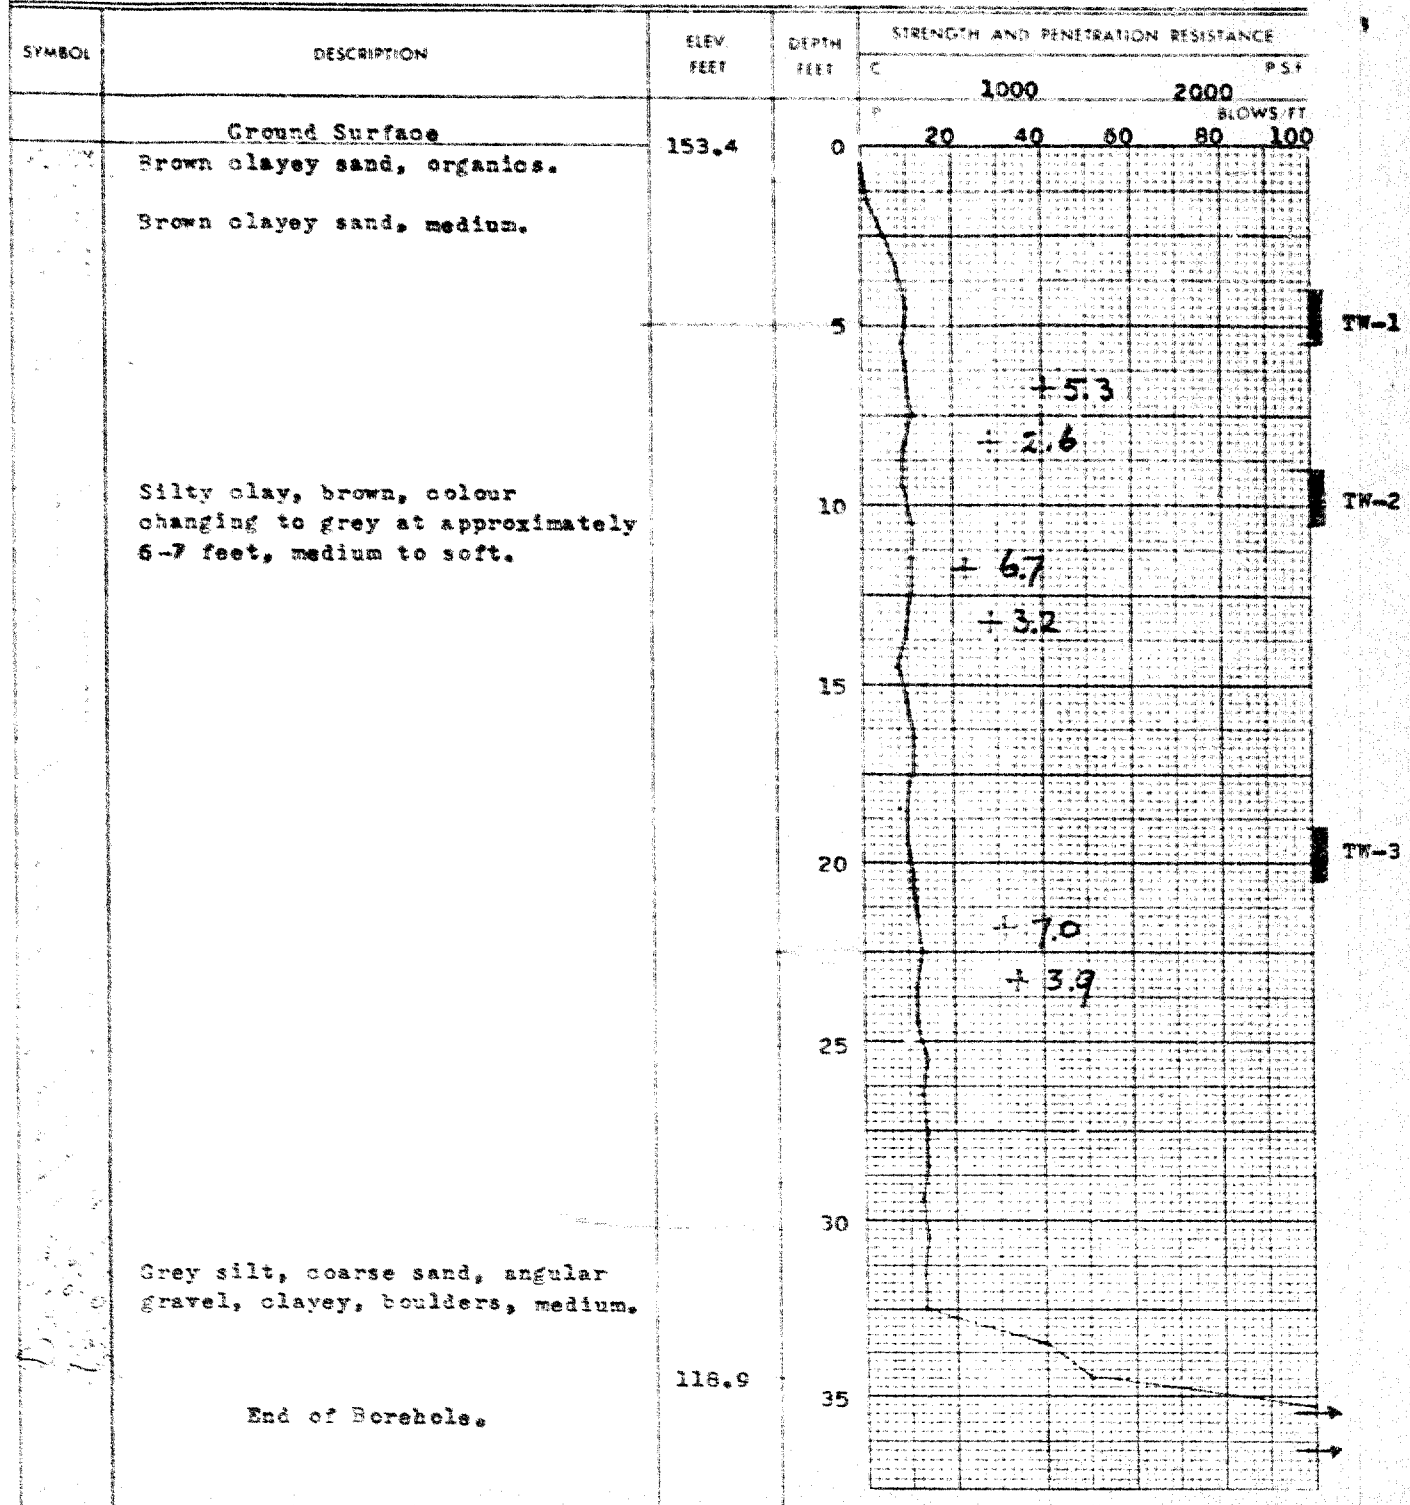 SYMBOL DESCRIPTION ELEV. FEET DEPTH FEET STRENGTH AND PENETRATION RESISTANCE
C P.S.F
1000 2000
P BLOWS/FT
20 40 60 80 100
Ground Surface 153.4 0
Brown clayey sand, organics.
Brown clayey sand, medium.
5 TW-1
+ 5.3
+ 2.6
Silty clay, brown, colour
changing to grey at approximately
6-7 feet, medium to soft.
10 TW-2
+ 6.7
+ 3.2
15
20 TW-3
+ 7.0
+ 3.9
25
30
Grey silt, coarse sand, angular
gravel, clayey, boulders, medium.
118.9
35
End of Borehole.